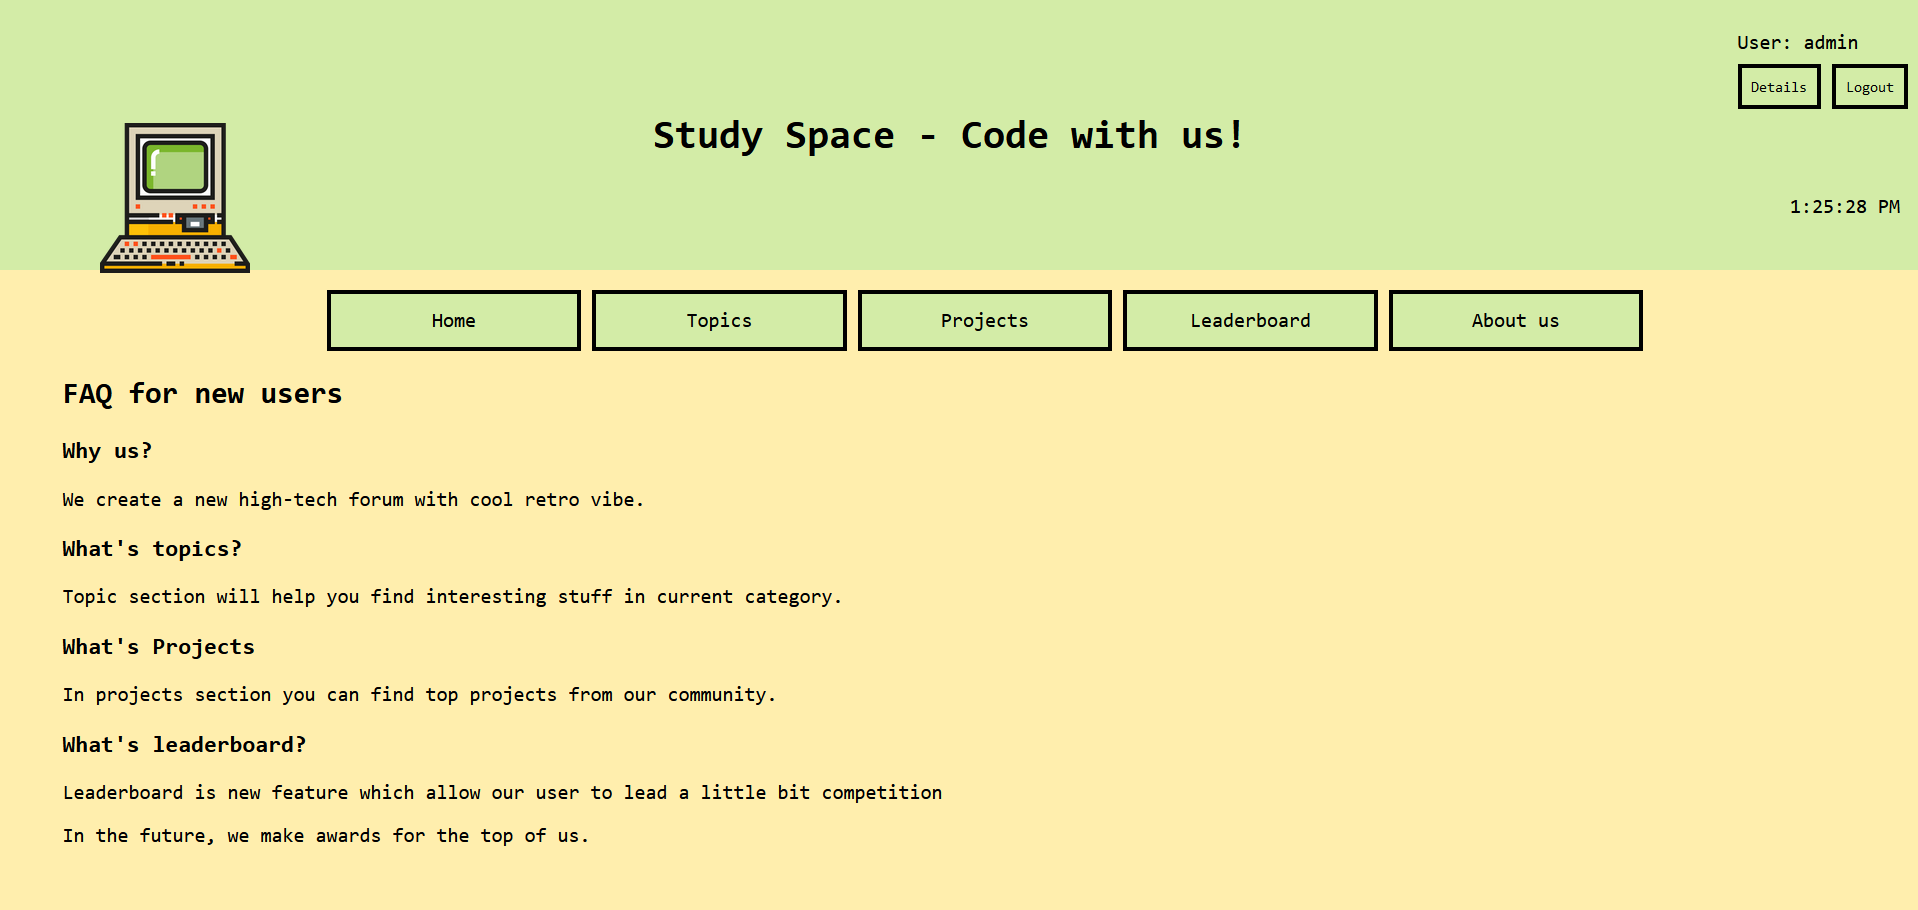 User: admin
Details Logout
Study Space - Code with us!
1:25:28 PM
Home Topics Projects Leaderboard About us
FAQ for new users
Why us?
We create a new high-tech forum with cool retro vibe.
What's topics?
Topic section will help you find interesting stuff in current category.
What's Projects
In projects section you can find top projects from our community.
What's leaderboard?
Leaderboard is new feature which allow our user to lead a little bit competition
In the future, we make awards for the top of us.